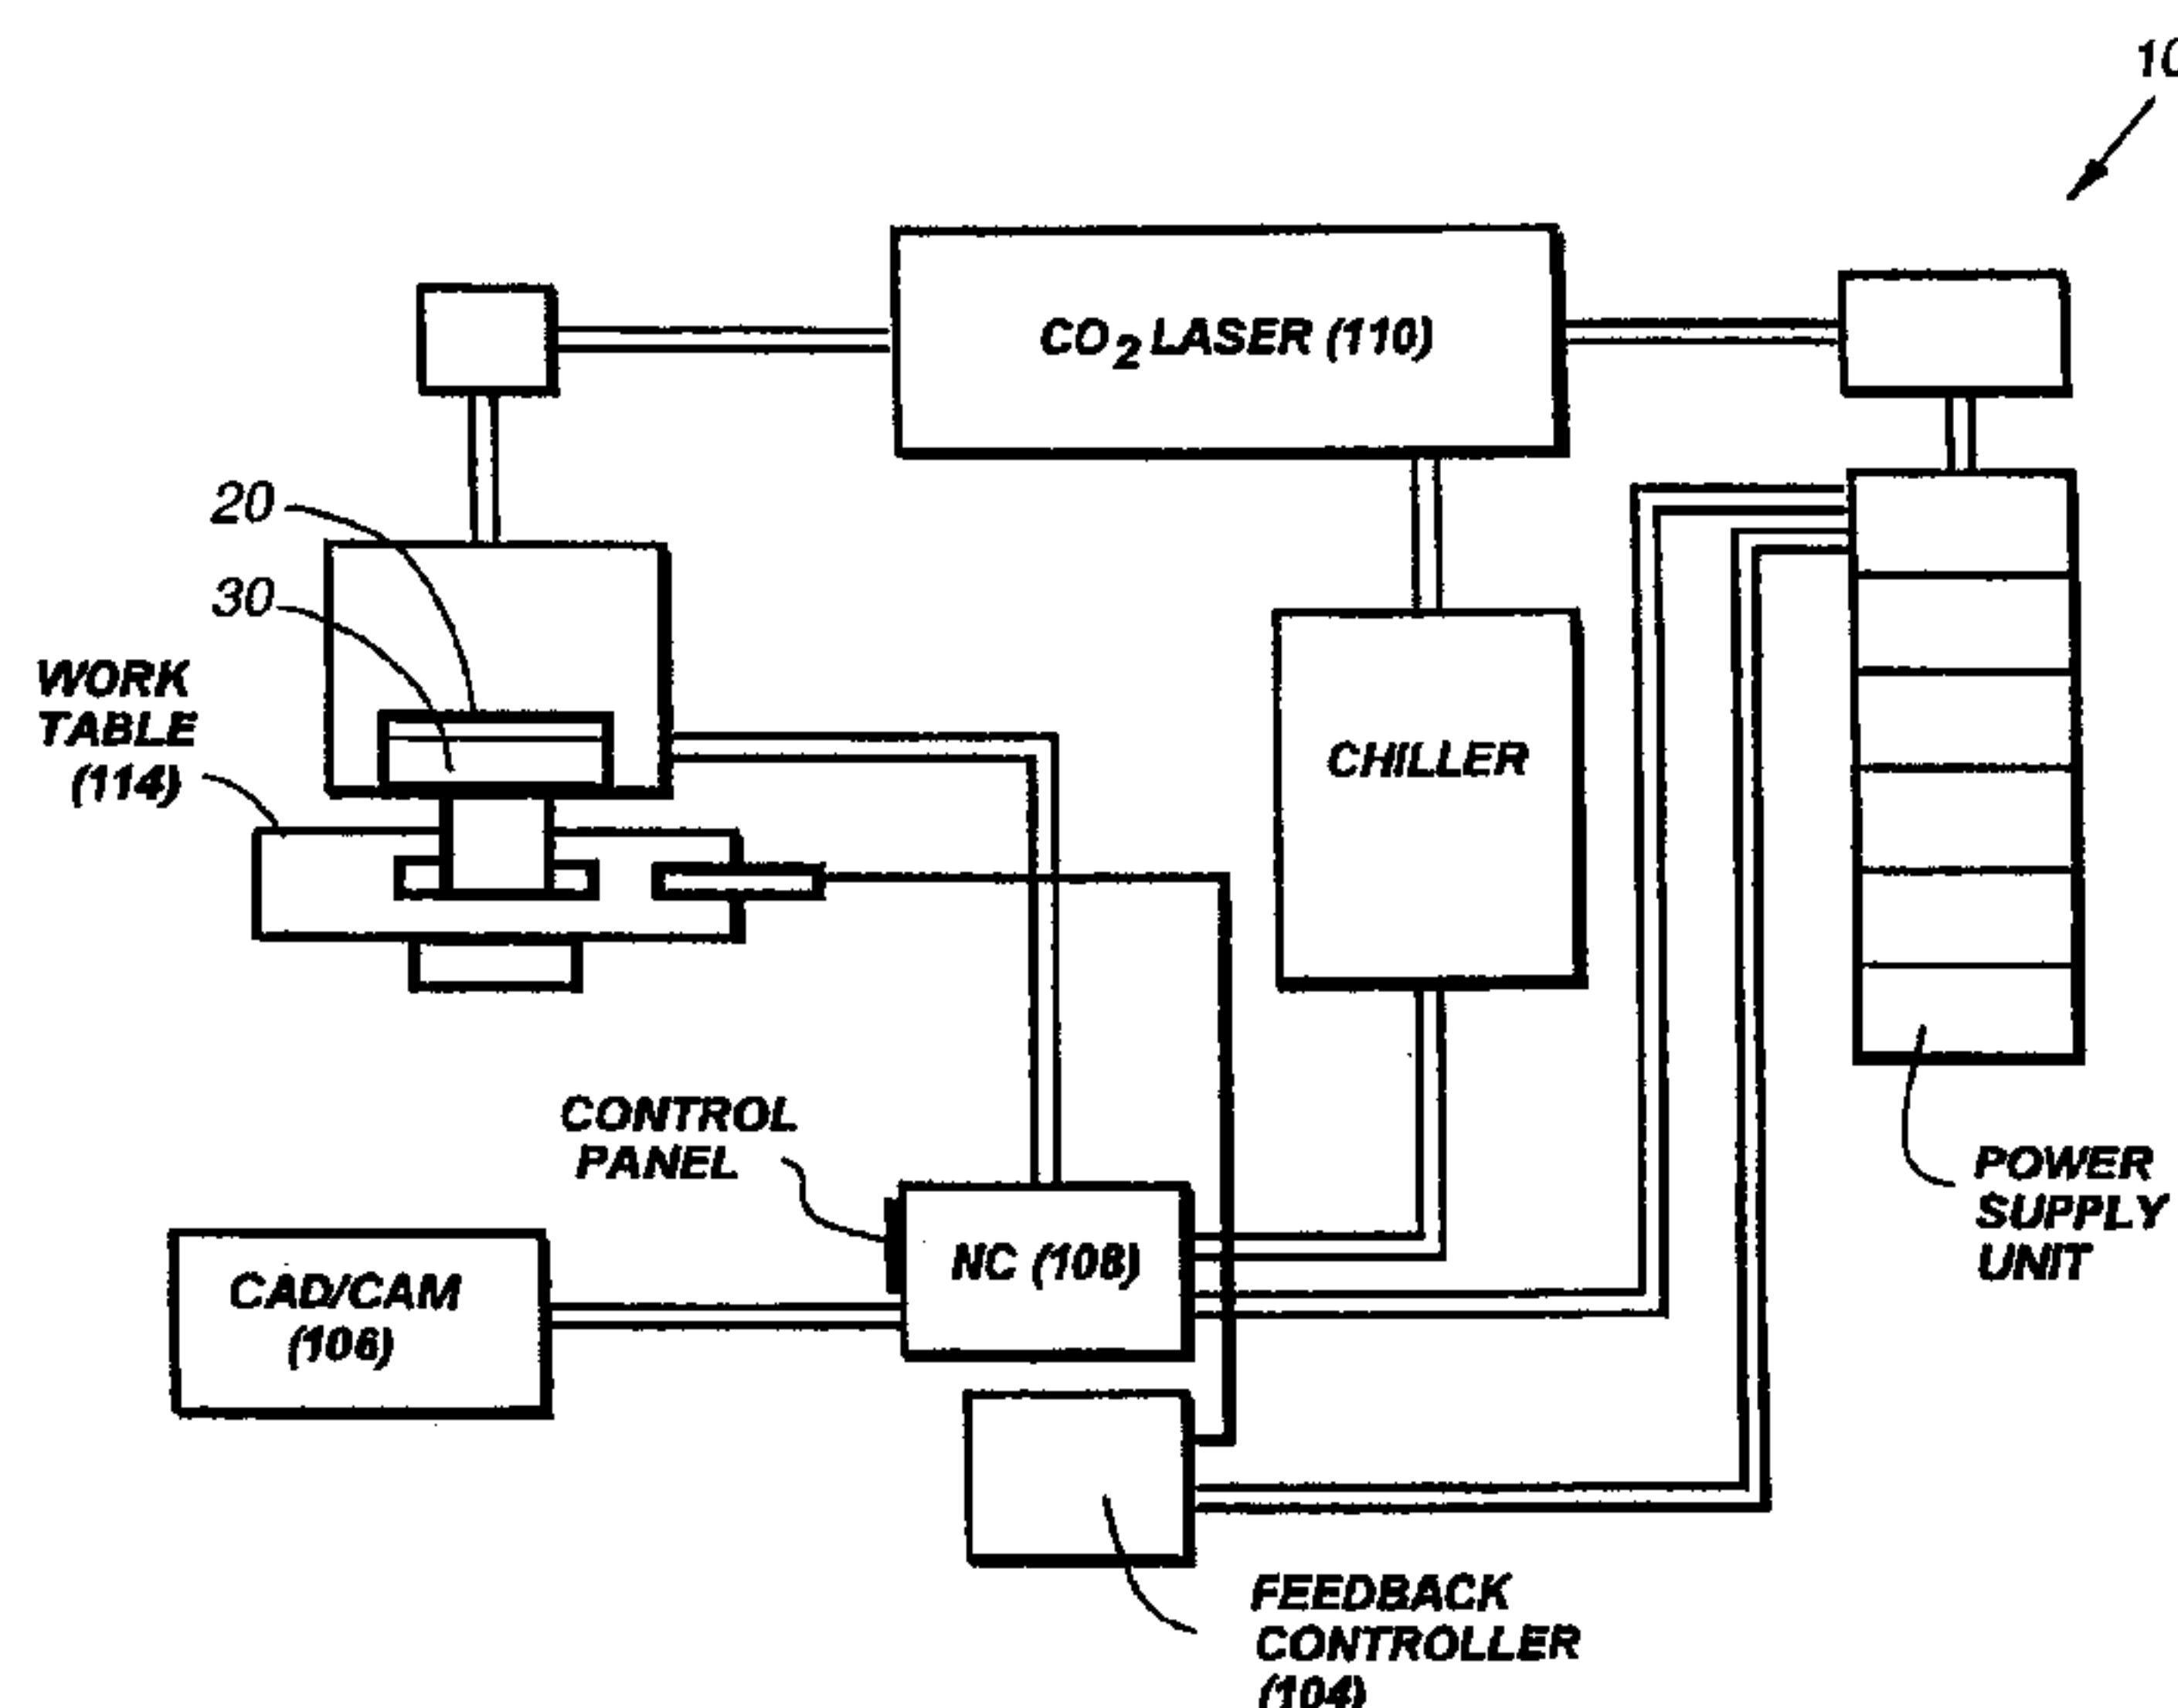 10
CO2 LASER (110)
20
30
WORK
TABLE
(114)
CHILLER
CONTROL
PANEL
NC (108)
POWER
SUPPLY
UNIT
CAD/CAM
(106)
FEEDBACK
CONTROLLER
(104)